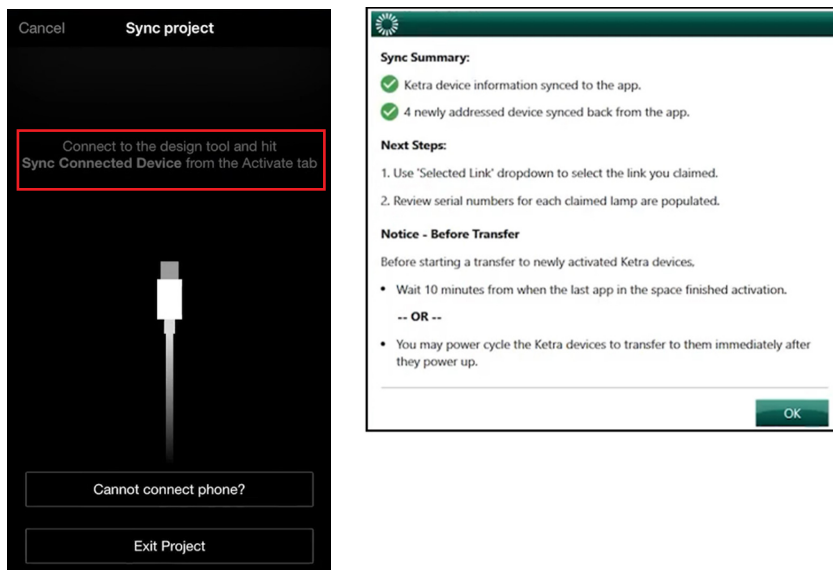 Cancel
Sync project
Connect to the design tool and hit
Sync Connected Device from the Activate tab
Cannot connect phone?
Exit Project
Sync Summary:
Ketra device information synced to the app.
4 newly addressed device synced back from the app.
Next Steps:
1. Use 'Selected Link' dropdown to select the link you claimed.
2. Review serial numbers for each claimed lamp are populated.
Notice - Before Transfer
Before starting a transfer to newly activated Ketra devices,
• Wait 10 minutes from when the last app in the space finished activation.
-- OR --
• You may power cycle the Ketra devices to transfer to them immediately after
they power up.
OK